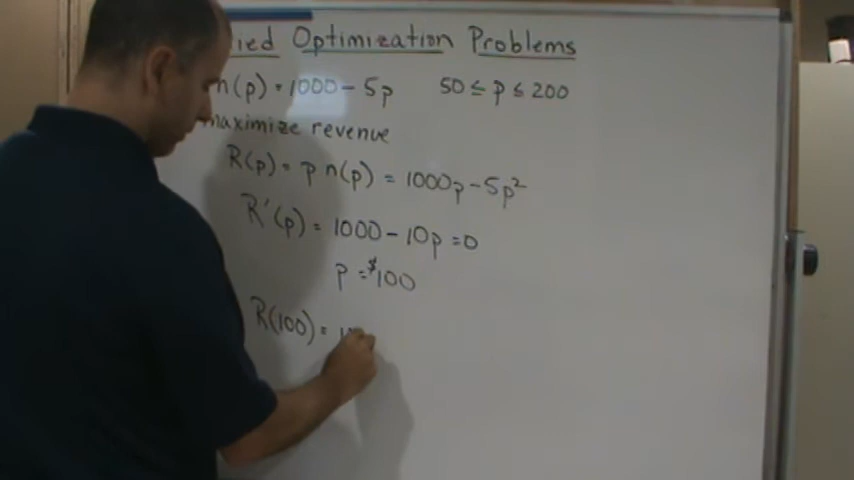 ied Optimization Problems
n(p) = 1000 - 5p 50 ≤ p ≤ 200
maximize revenue
R(p) = p n(p) = 1000p - 5p²
R'(p) = 1000 - 10p = 0
p = $100
R(100) =